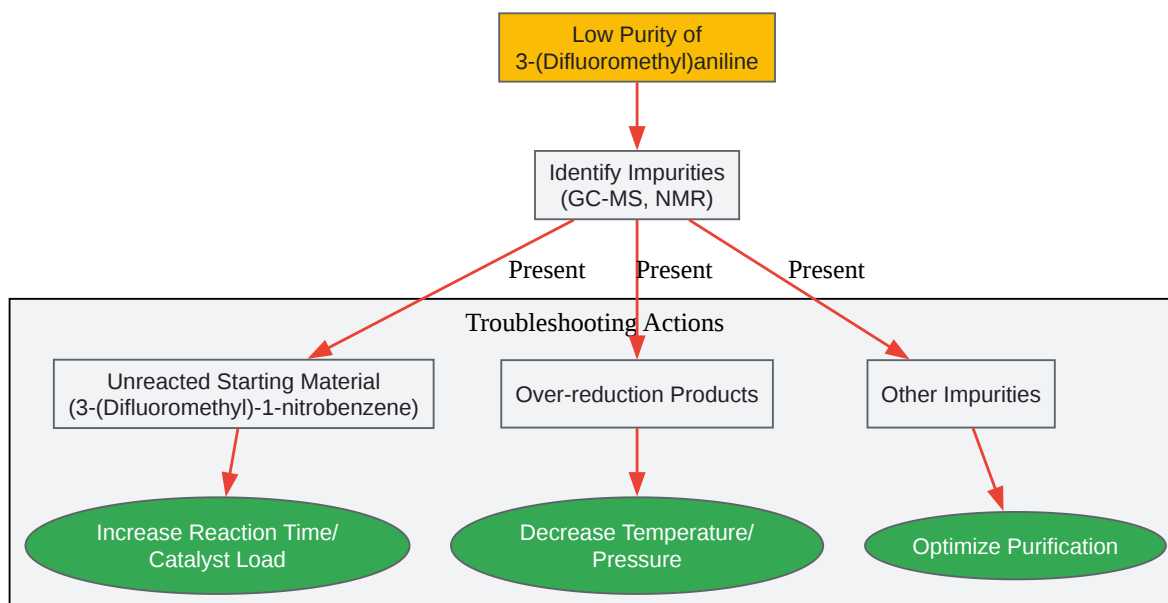 Low Purity of
3-(Difluoromethyl)aniline
Identify Impurities
(GC-MS, NMR)
Present
Present
Present
Troubleshooting Actions
Unreacted Starting Material
(3-(Difluoromethyl)-1-nitrobenzene)
Over-reduction Products
Other Impurities
Increase Reaction Time/
Catalyst Load
Decrease Temperature/
Pressure
Optimize Purification